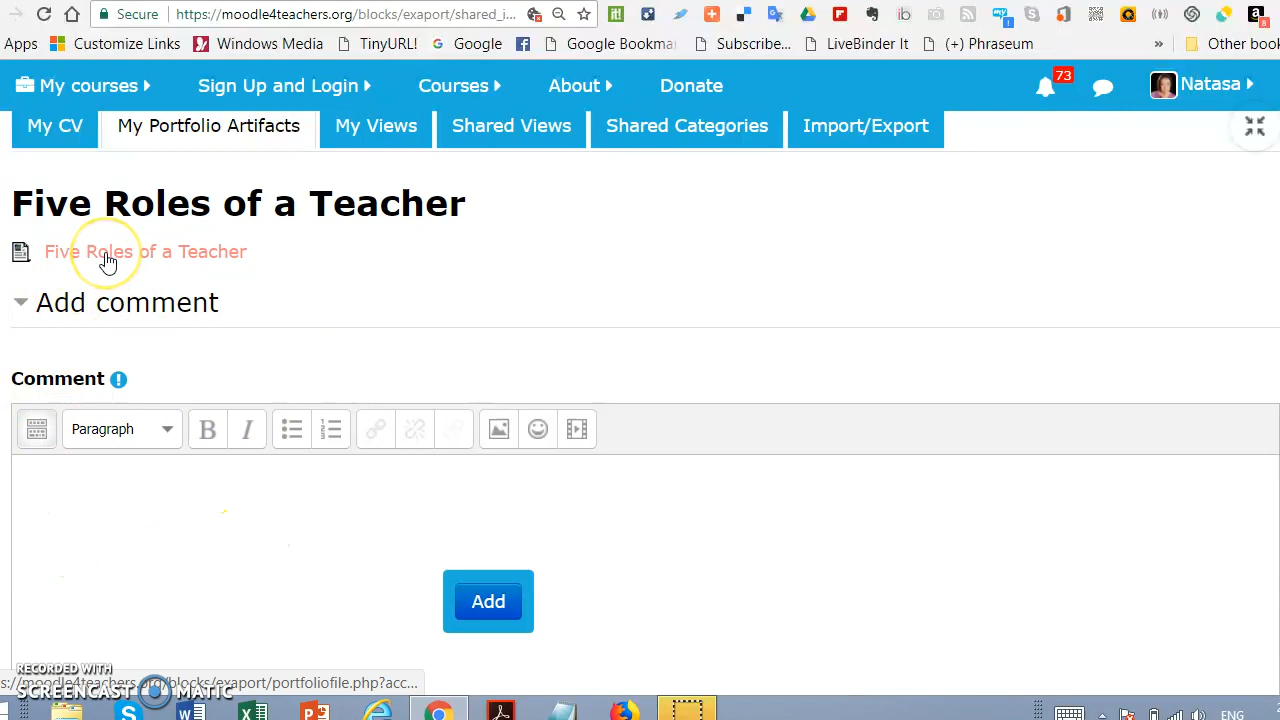 Secure https://moodle4teachers.org/blocks/exaport/shared_i...
Apps Customize Links Windows Media TinyURL! Google Google Bookma Subscribe... LiveBinder It (+) Phraseum » Other book
My courses Sign Up and Login Courses About Donate 73 Natasa
My CV My Portfolio Artifacts My Views Shared Views Shared Categories Import/Export
Five Roles of a Teacher
Five Roles of a Teacher
Add comment
Comment
Paragraph B I
Add
RECORDED WITH
SCREENCAST MATIC
s://moodle4teachers.org/blocks/exaport/portfoliofile.php?acc...
ENG